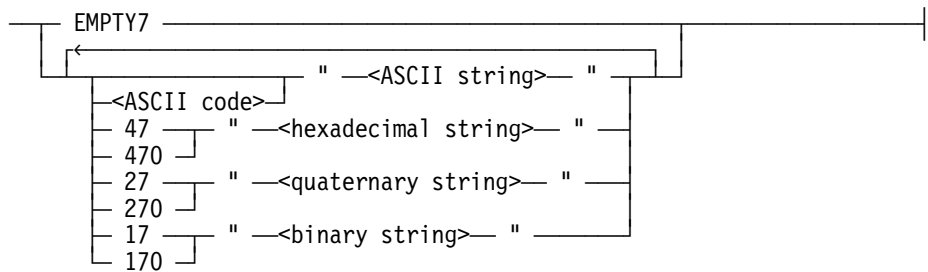 EMPTY7
" <ASCII string> "
<ASCII code>
47 " <hexadecimal string> "
470
27 " <quaternary string> "
270
17 " <binary string> "
170